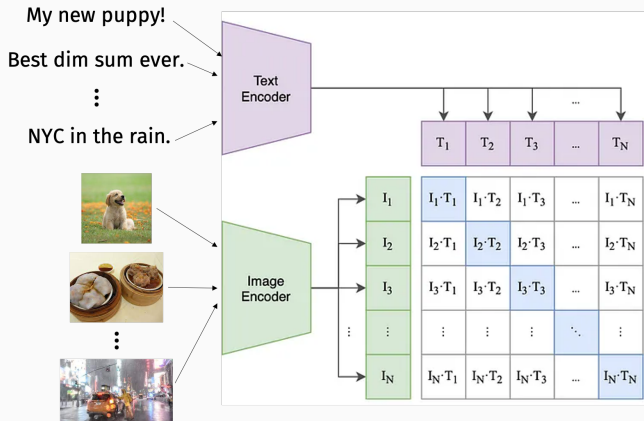 My new puppy!
Best dim sum ever.
⋮
NYC in the rain.
Text
Encoder
...
T₁ T₂ T₃ ... T_N
Image
Encoder
I₁ I₁·T₁ I₁·T₂ I₁·T₃ ... I₁·T_N
I₂ I₂·T₁ I₂·T₂ I₂·T₃ ... I₂·T_N
I₃ I₃·T₁ I₃·T₂ I₃·T₃ ... I₃·T_N
⋮ ⋮ ⋮ ⋮ ⋮ ⋱ ⋮
I_N I_N·T₁ I_N·T₂ I_N·T₃ ... I_N·T_N
⋮